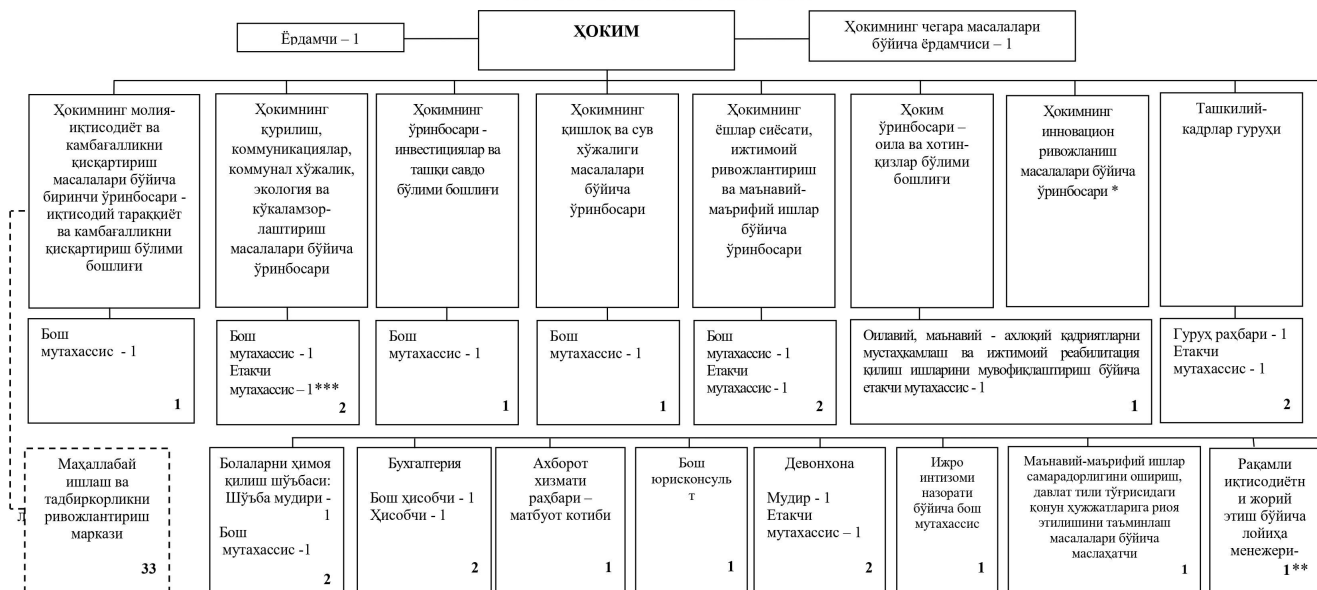 ҲОКИМ
Ёрдамчи – 1
Ҳокимнинг чегара масалалари
бўйича ёрдамчиси – 1
Ҳокимнинг молия-
иқтисодиёт ва
камбағалликни
қисқартириш
масалалари бўйича
биринчи ўринбосари -
иқтисодий тараққиёт
ва камбағалликни
қисқартириш бўлими
бошлиғи
Ҳокимнинг
қурилиш,
коммуникациялар,
коммунал хўжалик,
экология ва
кўкаламзор-
лаштириш
масалалари бўйича
ўринбосари
Ҳокимнинг
ўринбосари -
инвестициялар ва
ташқи савдо
бўлими бошлиғи
Ҳокимнинг
қишлоқ ва сув
хўжалиги
масалалари
бўйича
ўринбосари
Ҳокимнинг
ёшлар сиёсати,
ижтимоий
ривожлантириш
ва маънавий-
маърифий ишлар
бўйича
ўринбосари
Ҳоким
ўринбосари –
оила ва хотин-
қизлар бўлими
бошлиғи
Ҳокимнинг
инновацион
ривожланиш
масалалари бўйича
ўринбосари *
Ташкилий-
кадрлар гуруҳи
Бош
мутахассис - 1
1
Бош
мутахассис - 1
Етакчи
мутахассис – 1***
2
Бош
мутахассис - 1
1
Бош
мутахассис - 1
1
Бош
мутахассис - 1
Етакчи
мутахассис - 1
2
Оилавий, маънавий - ахлоқий қадриятларни
мустаҳкамлаш ва ижтимоий реабилитация
қилиш ишларини мувофиқлаштириш бўйича
етакчи мутахассис - 1
1
Гуруҳ раҳбари - 1
Етакчи
мутахассис - 1
2
Маҳаллабай
ишлаш ва
тадбиркорликни
ривожлантириш
маркази
33
Болаларни ҳимоя
қилиш шўъбаси:
Шўъба мудири -
1
Бош
мутахассис -1
2
Бухгалтерия
Бош ҳисобчи - 1
Ҳисобчи - 1
2
Ахборот
хизмати
раҳбари –
матбуот котиби
1
Бош
юрисконсуль
т
1
Девонхона
Мудир - 1
Етакчи
мутахассис – 1
2
Ижро
интизоми
назорати
бўйича бош
мутахассис
1
Маънавий-маърифий ишлар
самарадорлигини ошириш,
давлат тили тўғрисидаги
қонун ҳужжатларига риоя
этилишини таъминлаш
масалалари бўйича
маслаҳатчи
1
Рақамли
иқтисодиётн
и жорий
этиш бўйича
лойиҳа
менежери-
1**